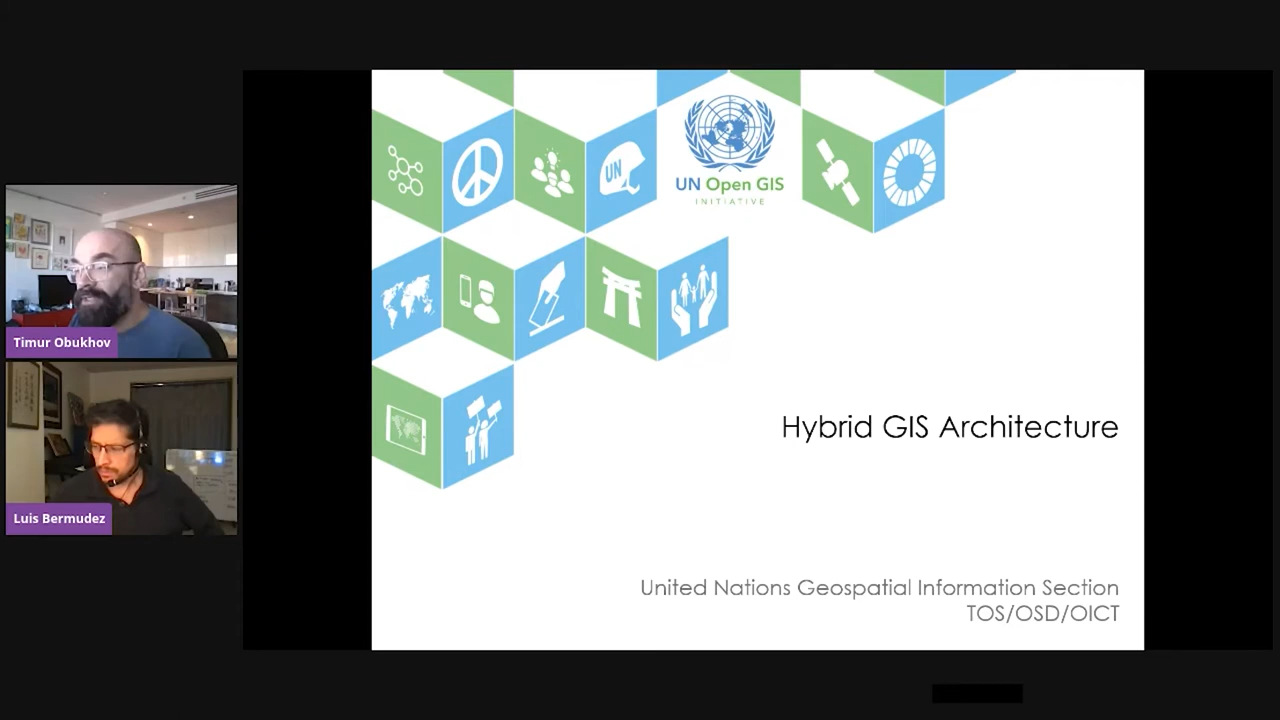 Timur Obukhov
Luis Bermudez
UN
UN Open GIS
INITIATIVE
Hybrid GIS Architecture
United Nations Geospatial Information Section
TOS/OSD/OICT